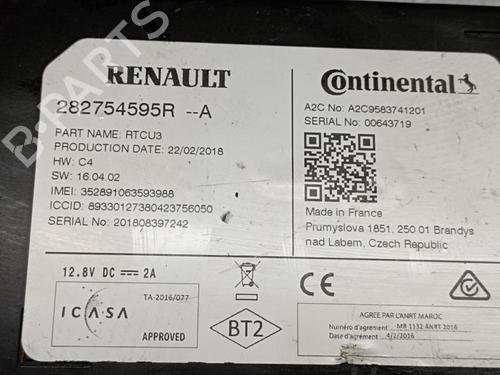 RENAULT
282754595R --A
PART NAME: RTCU3
PRODUCTION DATE: 22/02/2018
HW: C4
SW: 16.04.02
IMEI: 352891063593988
ICCID: 89330127380423756050
SERIAL No: 201808397242
Continental
A2C No: A2C9583741201
SERIAL No: 00643719
Made in France
Prumyslova 1851, 250 01 Brandys
nad Labem, Czech Republic
12.8V 2A
TA-2016/077
ICASA
APPROVED
BT2
CE
AGREE PAR L'ANRT MAROC
Numéro d'agrément : MR 1132 ANRT 2016
Date d'agrément : 4/2/2016
B-PARTS